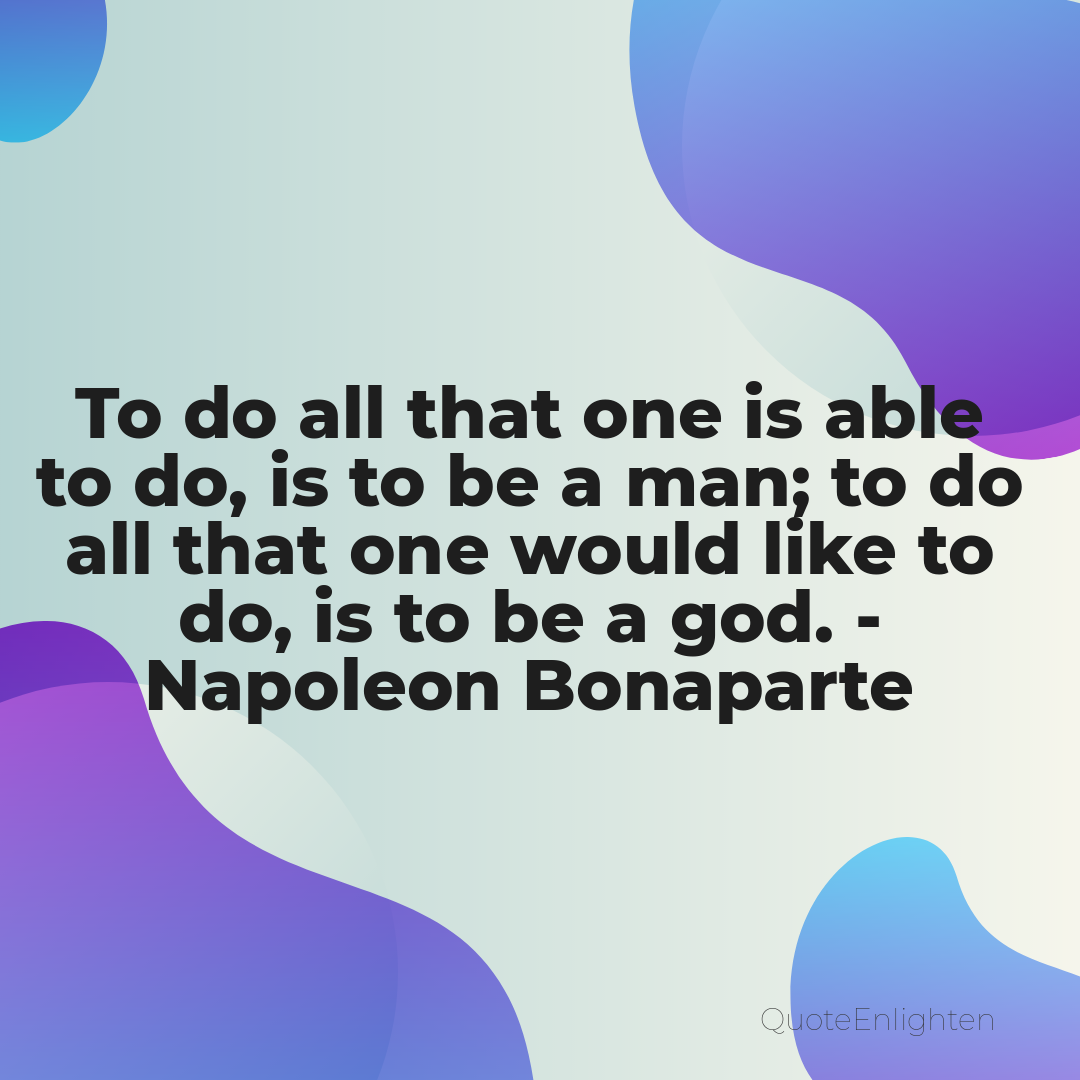 To do all that one is able
to do, is to be a man; to do
all that one would like to
do, is to be a god. -
Napoleon Bonaparte
QuoteEnlighten